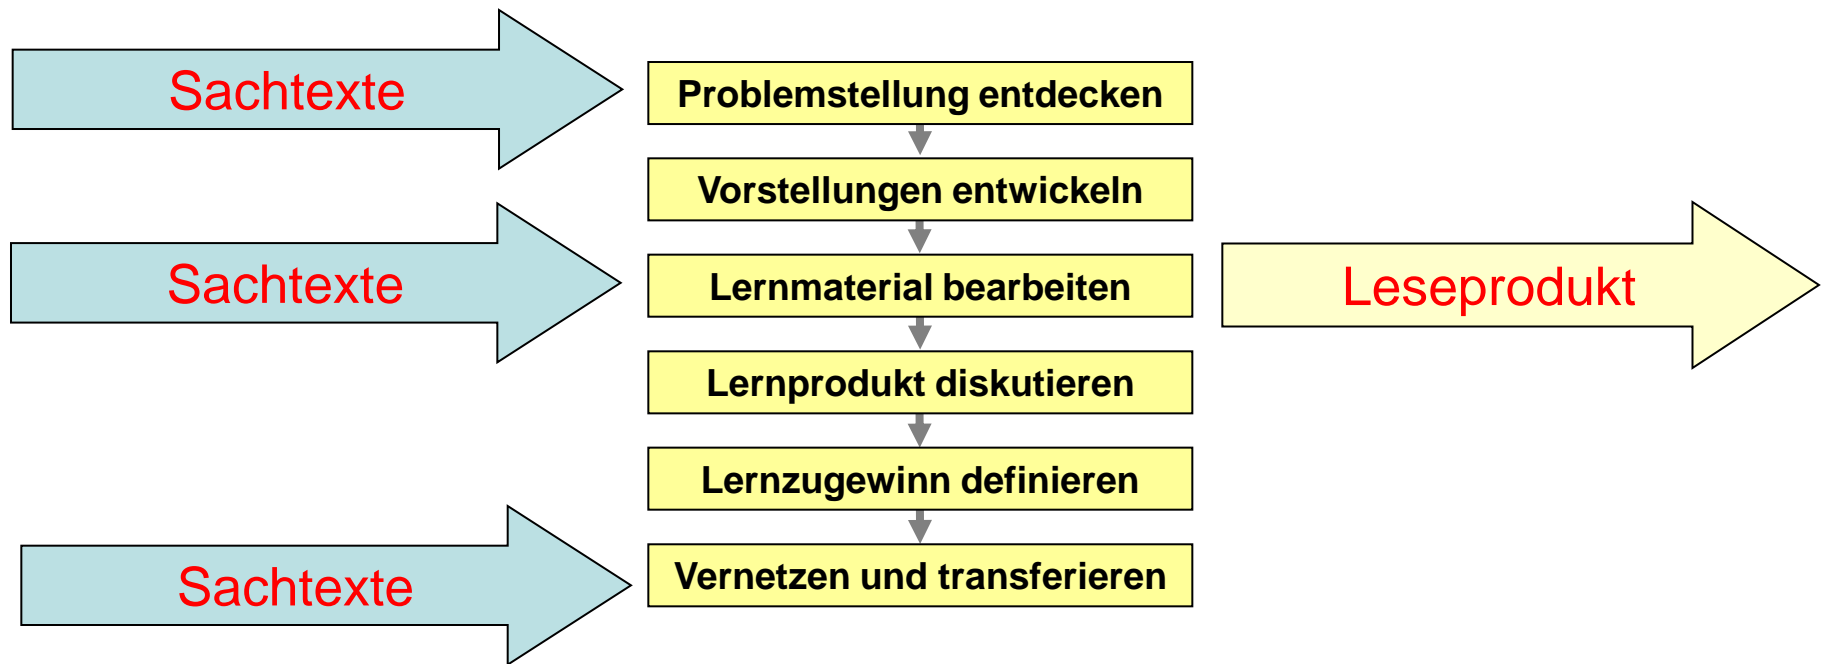 Sachtexte
Problemstellung entdecken
Vorstellungen entwickeln
Sachtexte
Lernmaterial bearbeiten
Leseprodukt
Lernprodukt diskutieren
Lernzugewinn definieren
Sachtexte
Vernetzen und transferieren